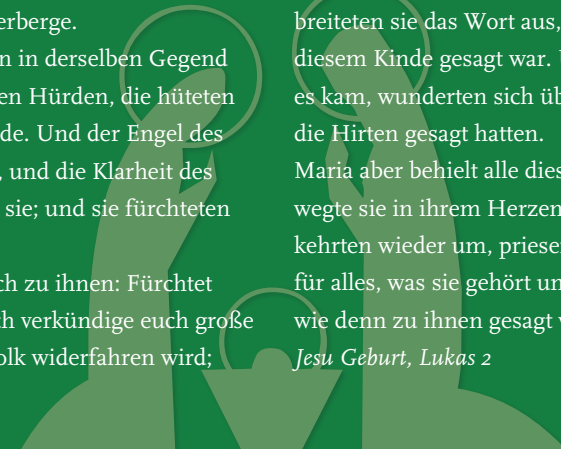 erberge.
n in derselben Gegend
en Hürden, die hüteten
de. Und der Engel des
, und die Klarheit des
sie; und sie fürchteten
ch zu ihnen: Fürchtet
ch verkündige euch große
olk widerfahren wird;
breiteten sie das Wort aus,
diesem Kinde gesagt war.
es kam, wunderten sich üb
die Hirten gesagt hatten.
Maria aber behielt alle dies
wegte sie in ihrem Herzen
kehrten wieder um, priese
für alles, was sie gehört un
wie denn zu ihnen gesagt w
Jesu Geburt, Lukas 2